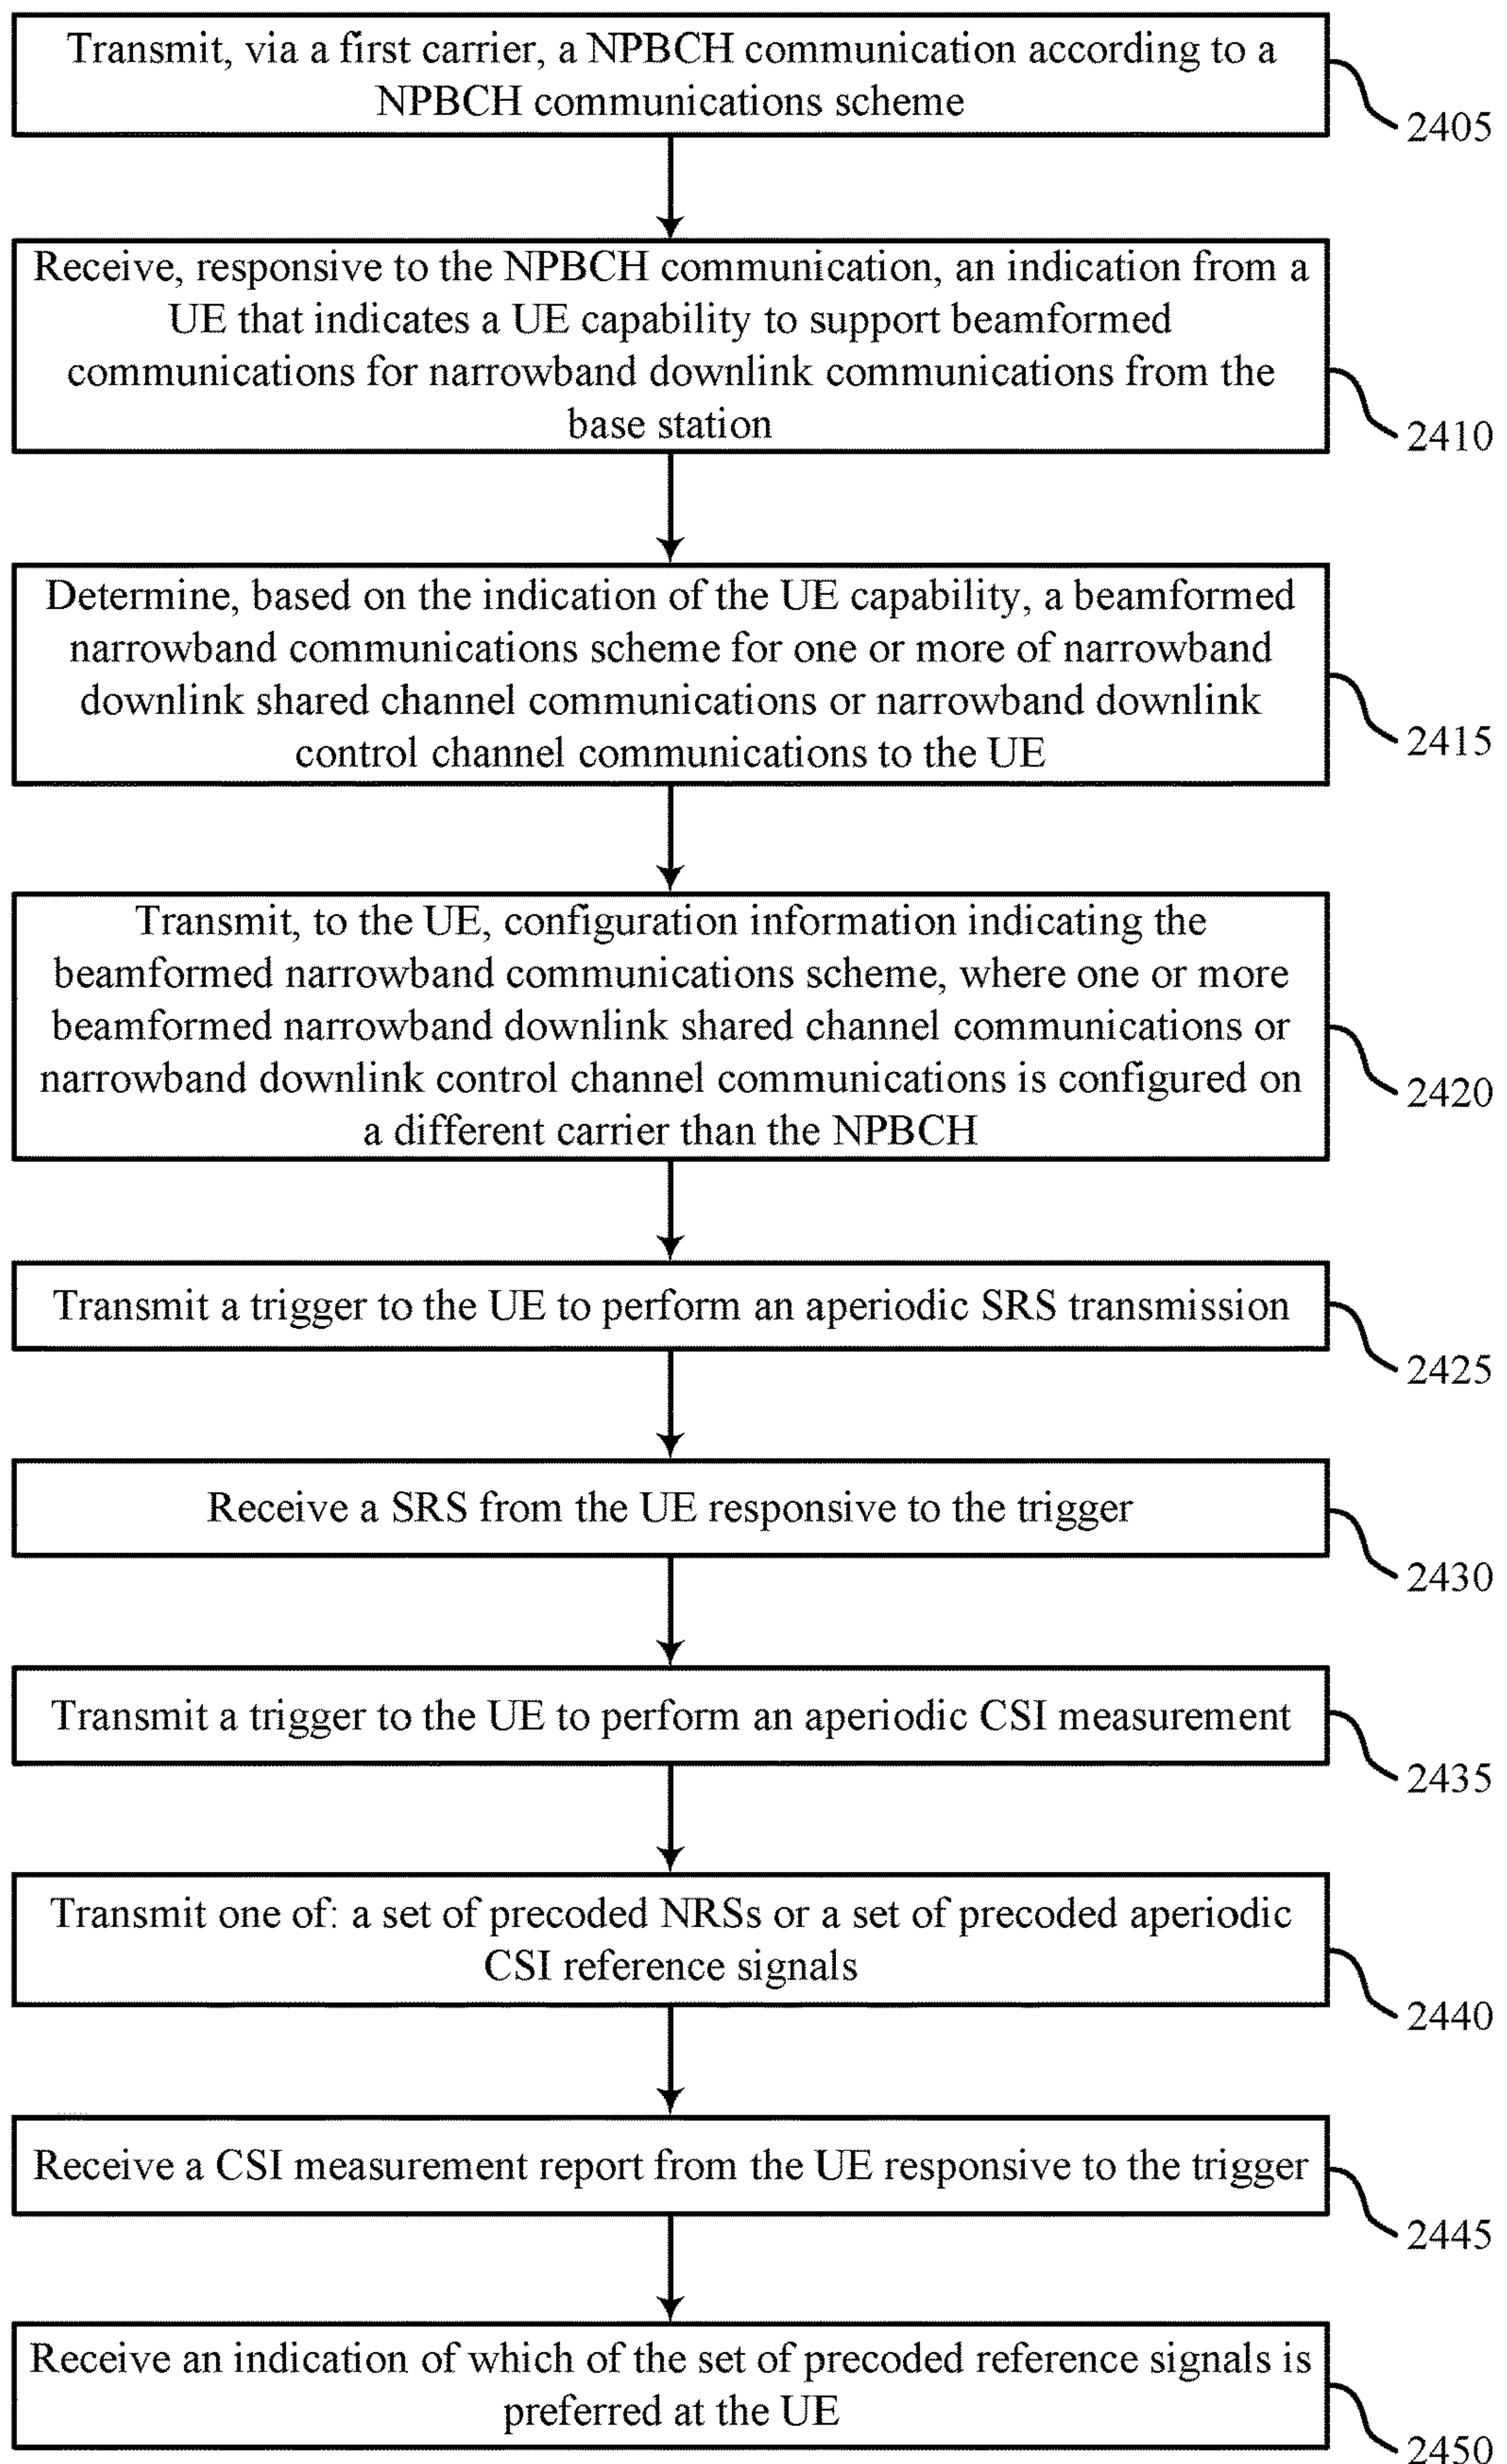 Transmit, via a first carrier, a NPBCH communication according to a
NPBCH communications scheme
2405
Receive, responsive to the NPBCH communication, an indication from a
UE that indicates a UE capability to support beamformed
communications for narrowband downlink communications from the
base station
2410
Determine, based on the indication of the UE capability, a beamformed
narrowband communications scheme for one or more of narrowband
downlink shared channel communications or narrowband downlink
control channel communications to the UE
2415
Transmit, to the UE, configuration information indicating the
beamformed narrowband communications scheme, where one or more
beamformed narrowband downlink shared channel communications or
narrowband downlink control channel communications is configured on
a different carrier than the NPBCH
2420
Transmit a trigger to the UE to perform an aperiodic SRS transmission
2425
Receive a SRS from the UE responsive to the trigger
2430
Transmit a trigger to the UE to perform an aperiodic CSI measurement
2435
Transmit one of: a set of precoded NRSs or a set of precoded aperiodic
CSI reference signals
2440
Receive a CSI measurement report from the UE responsive to the trigger
2445
Receive an indication of which of the set of precoded reference signals is
preferred at the UE
2450